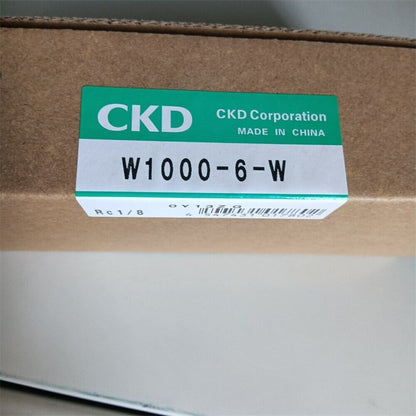 CKD
CKD Corporation
MADE IN CHINA
W1000-6-W
Rc1/8